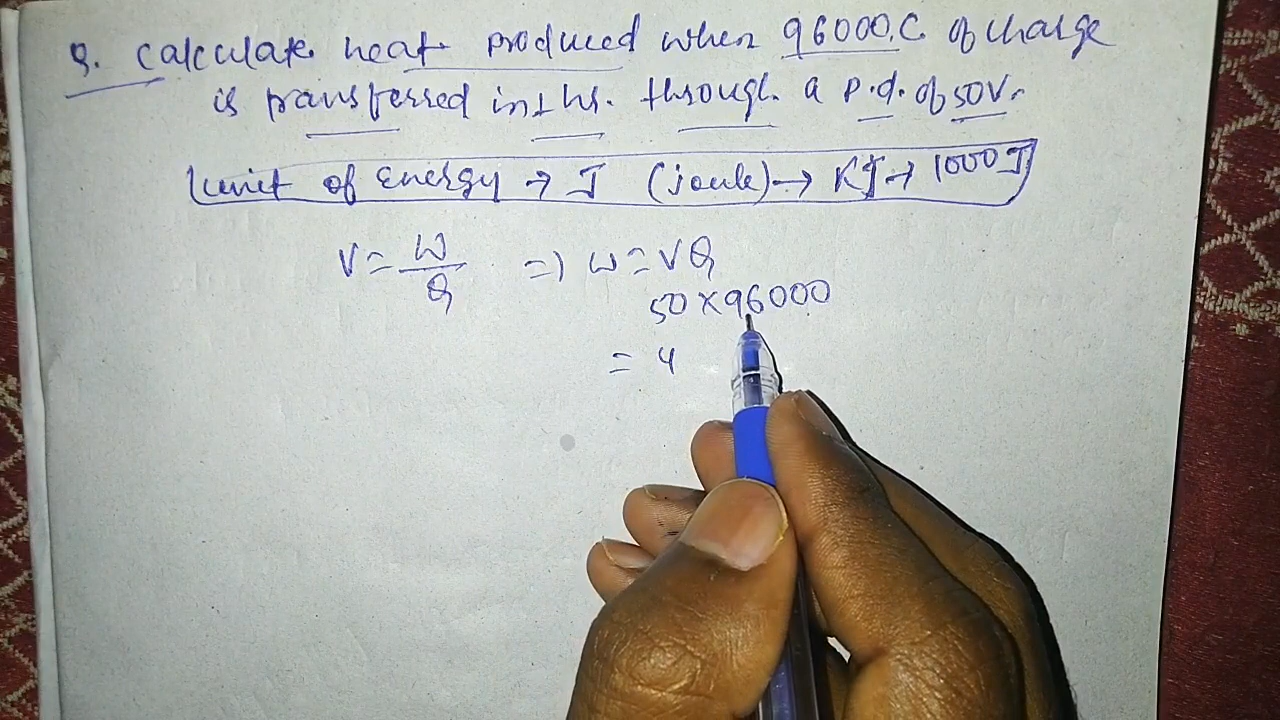 Q. Calculate heat produced when 96000 C of charge
is transferred in 1 hr. through a p.d. of 50V.
Unit of Energy → J (joule) → KJ → 1000 J
V = W/Q ⇒ W = VQ
50 × 96000
= 4